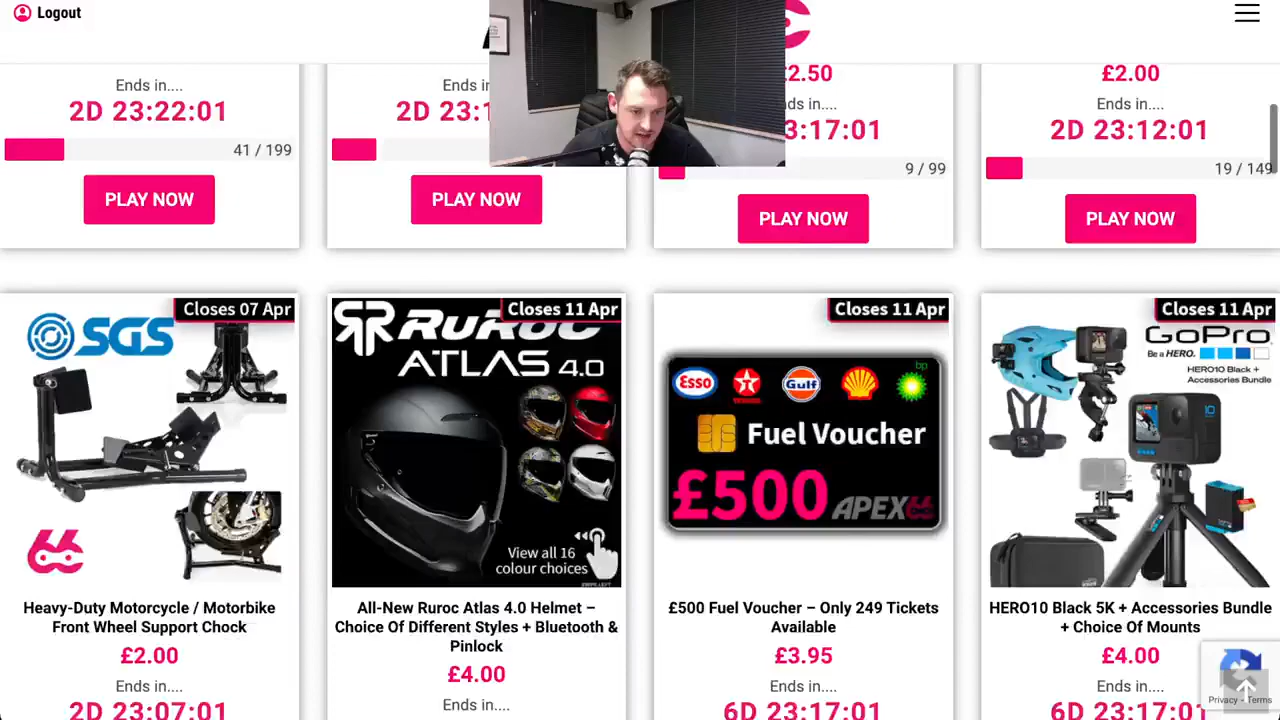 Logout
£2.50
£2.00
Ends in....
Ends in....
Ends in....
2D 23:22:01
3:17:01
2D 23:12:01
41 / 199
9 / 99
19 / 149
PLAY NOW
PLAY NOW
PLAY NOW
PLAY NOW
Closes 07 Apr
SGS
66
Heavy-Duty Motorcycle / Motorbike
Front Wheel Support Chock
£2.00
Ends in....
2D 23:07:01
Closes 11 Apr
RUROC
ATLAS 4.0
View all 16
colour choices
SWIPE LEFT
All-New Ruroc Atlas 4.0 Helmet –
Choice Of Different Styles + Bluetooth &
Pinlock
£4.00
Ends in....
Closes 11 Apr
Esso
TEXACO
Gulf
bp
Fuel Voucher
£500
APEX66
£500 Fuel Voucher – Only 249 Tickets
Available
£3.95
Ends in....
6D 23:17:01
Closes 11 Apr
GoPro
Be a HERO.
HERO10 Black +
Accessories Bundle
10
HERO10 Black 5K + Accessories Bundle
+ Choice Of Mounts
£4.00
Ends in....
6D 23:17:01
Privacy - Terms